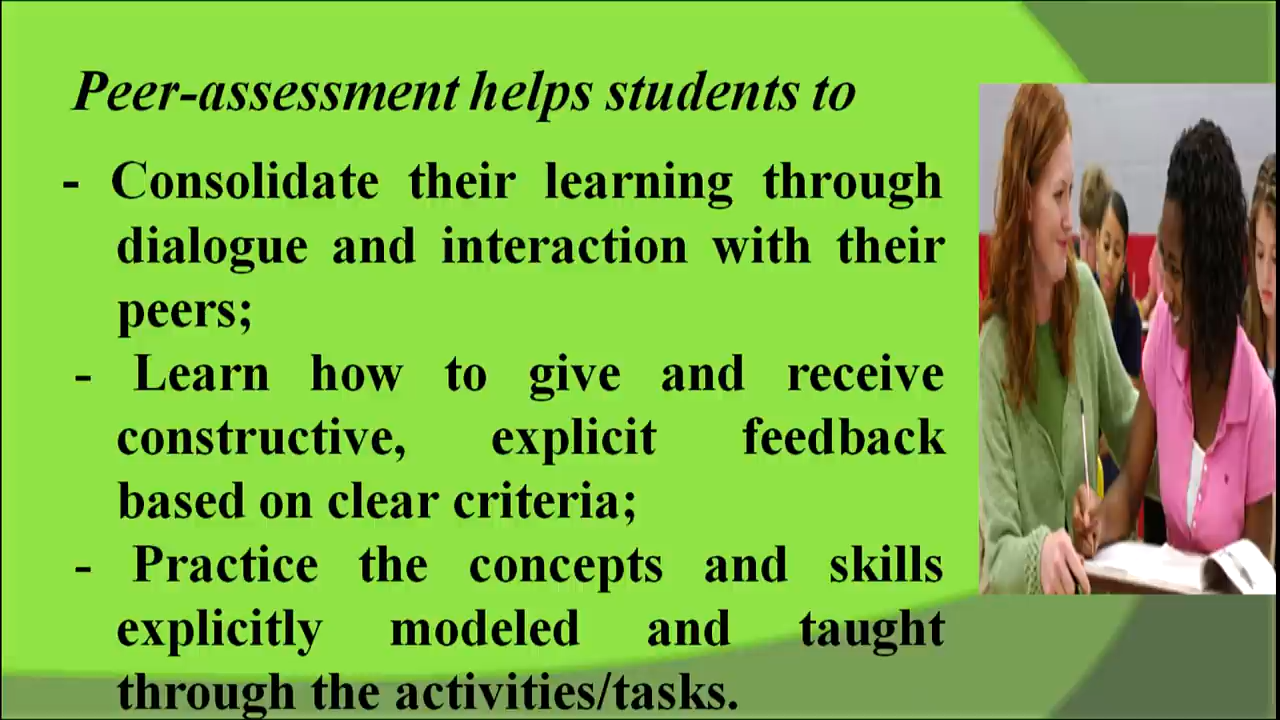 Peer-assessment helps students to
- Consolidate their learning through
dialogue and interaction with their
peers;
- Learn how to give and receive
constructive, explicit feedback
based on clear criteria;
- Practice the concepts and skills
explicitly modeled and taught
through the activities/tasks.